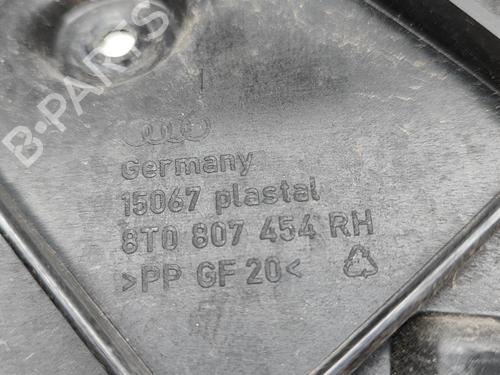 B-PARTS
Germany
15067 plastal
8T0 807 454 RH
>PP GF 20<